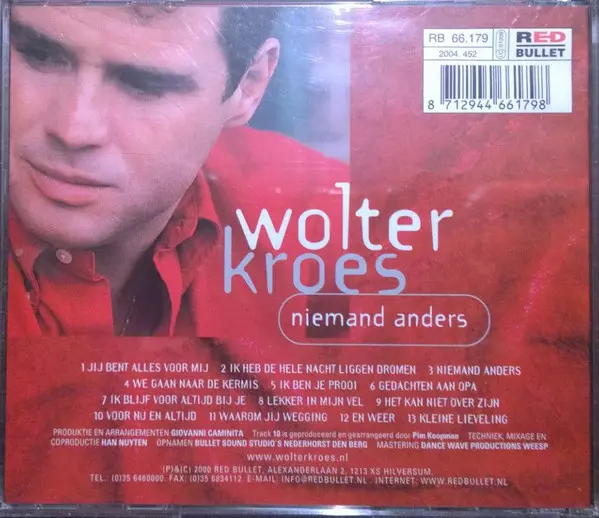 RB 66.179
2004. 452
RED
BULLET
8 712944 661798
wolter
kroes
niemand anders
1 JIJ BENT ALLES VOOR MIJ 2 IK HEB DE HELE NACHT LIGGEN DROMEN 3 NIEMAND ANDERS
4 WE GAAN NAAR DE KERMIS 5 IK BEN JE PROOI 6 GEDACHTEN AAN OPA
7 IK BLIJF VOOR ALTIJD BIJ JE 8 LEKKER IN MIJN VEL 9 HET KAN NIET OVER ZIJN
10 VOOR NU EN ALTIJD 11 WAAROM JIJ WEGGING 12 EN WEER 13 KLEINE LIEVELING
PRODUKTIE EN ARRANGEMENTEN GIOVANNI CAMINITA Track 10 is geproduceerd en gearrangeerd door Pim Koopman TECHNIEK, MIXAGE EN
COPRODUCTIE HAN NUYTEN OPNAMEN BULLET SOUND STUDIO'S NEDERHORST DEN BERG MASTERING DANCE WAVE PRODUCTIONS WEESP
www.wolterkroes.nl
(P)&(C) 2000 RED BULLET, ALEXANDERLAAN 2, 1213 XS HILVERSUM.
TEL: (0)35 6460000. FAX: (0)35 6834112. E-MAIL: INFO@REDBULLET.NL INTERNET: WWW.REDBULLET.NL